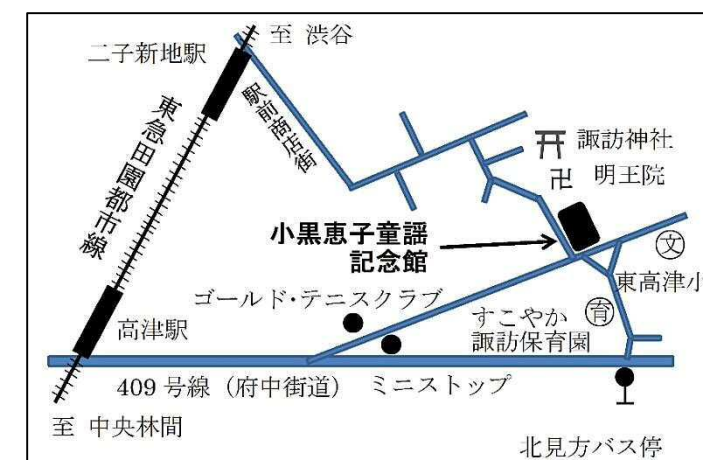 至 渋谷
二子新地駅
駅前商店街
東急田園都市線
諏訪神社
卍 明王院
小黒恵子童謡
記念館
文
東高津小
ゴールド・テニスクラブ
すこやか
諏訪保育園
育
高津駅
409 号線（府中街道）
ミニストップ
至 中央林間
北見方バス停